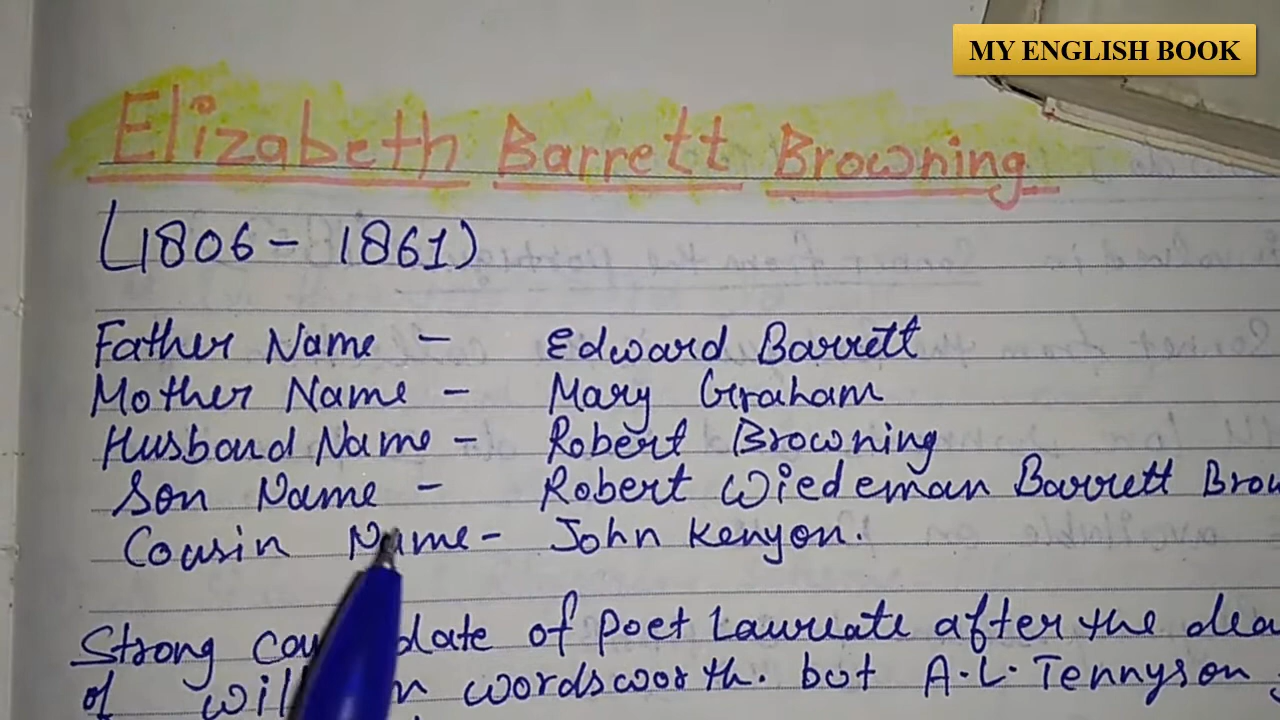 MY ENGLISH BOOK
Elizabeth Barrett Browning
(1806 - 1861)
Father Name - Edward Barrett
Mother Name - Mary Graham
Husband Name - Robert Browning
Son Name - Robert Wiedeman Barrett
Cousin Name - John Kenyon.
Strong of Poet Laureate after the
of wordsworth. but A.L. Tennyson